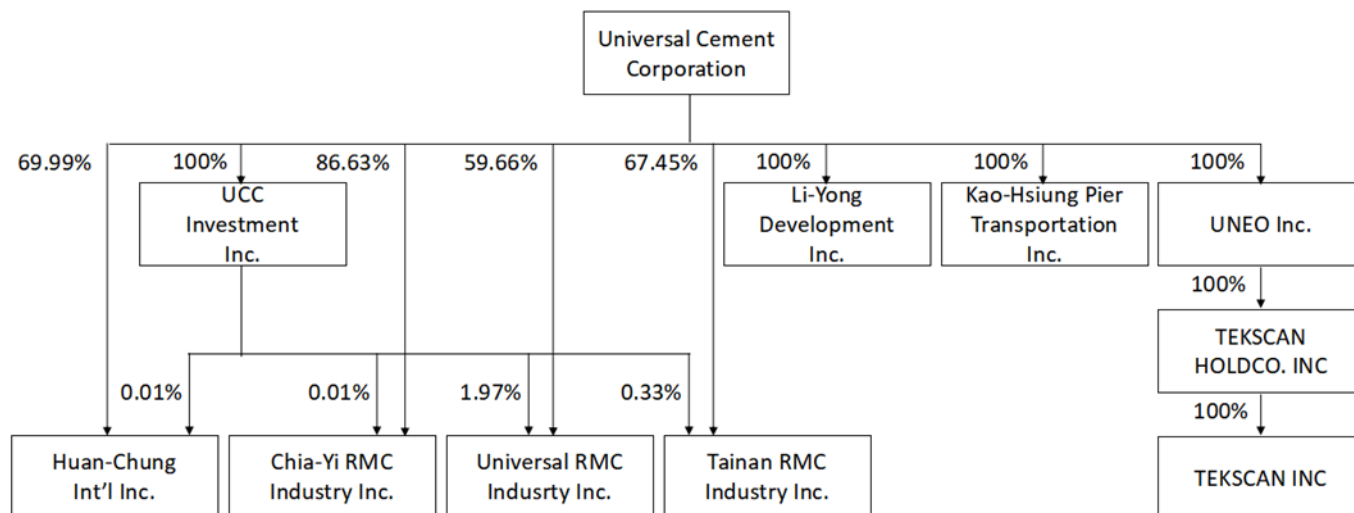 Universal Cement
Corporation
69.99%
100%
86.63%
59.66%
67.45%
100%
100%
100%
UCC
Investment
Inc.
Li-Yong
Development
Inc.
Kao-Hsiung Pier
Transportation
Inc.
UNEO Inc.
100%
TEKSCAN
HOLDCO. INC
0.01%
0.01%
1.97%
0.33%
100%
Huan-Chung
Int'l Inc.
Chia-Yi RMC
Industry Inc.
Universal RMC
Indusrty Inc.
Tainan RMC
Industry Inc.
TEKSCAN INC